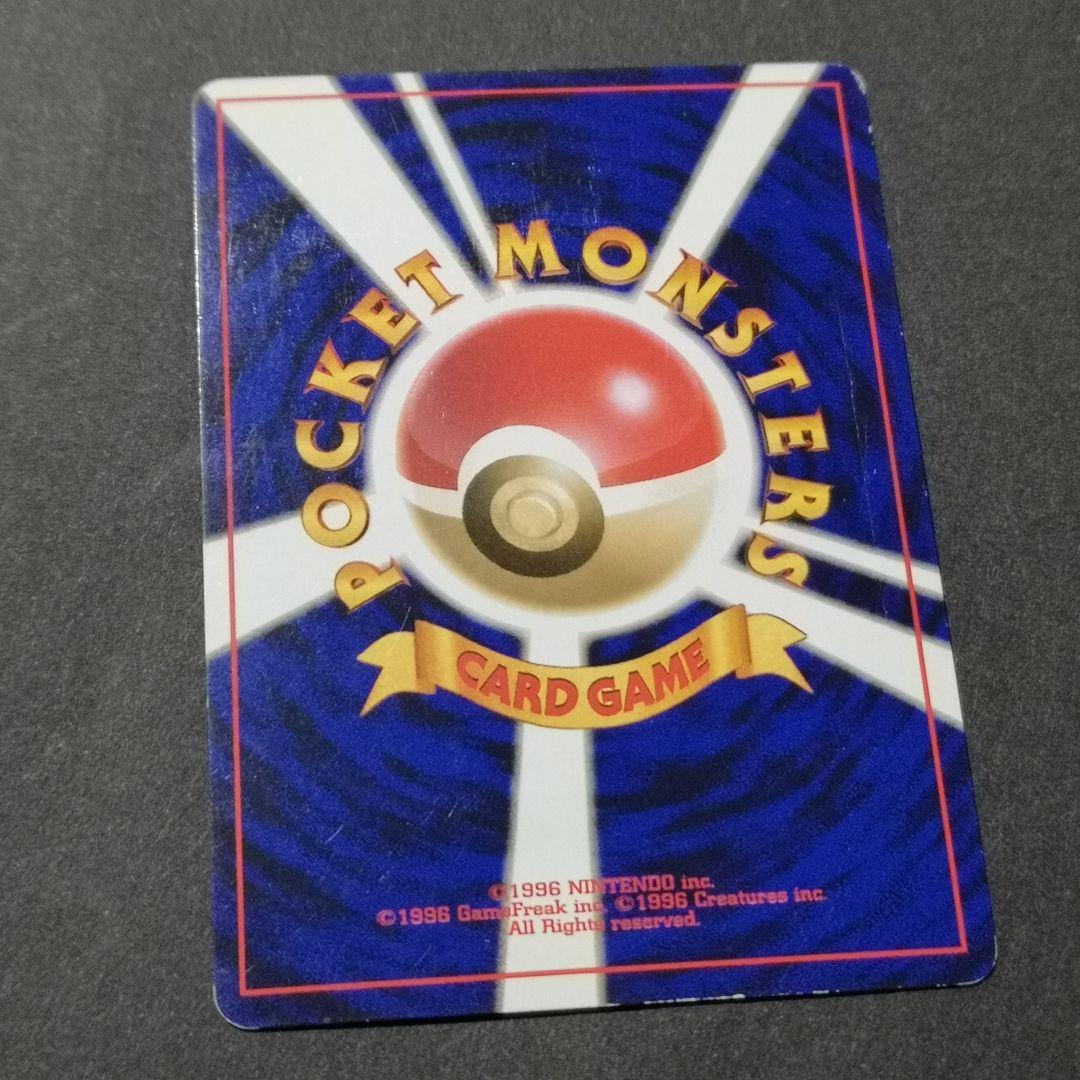 POCKET MONSTERS
CARD GAME
©1996 NINTENDO inc.
©1996 GameFreak inc. ©1996 Creatures inc.
All Rights reserved.